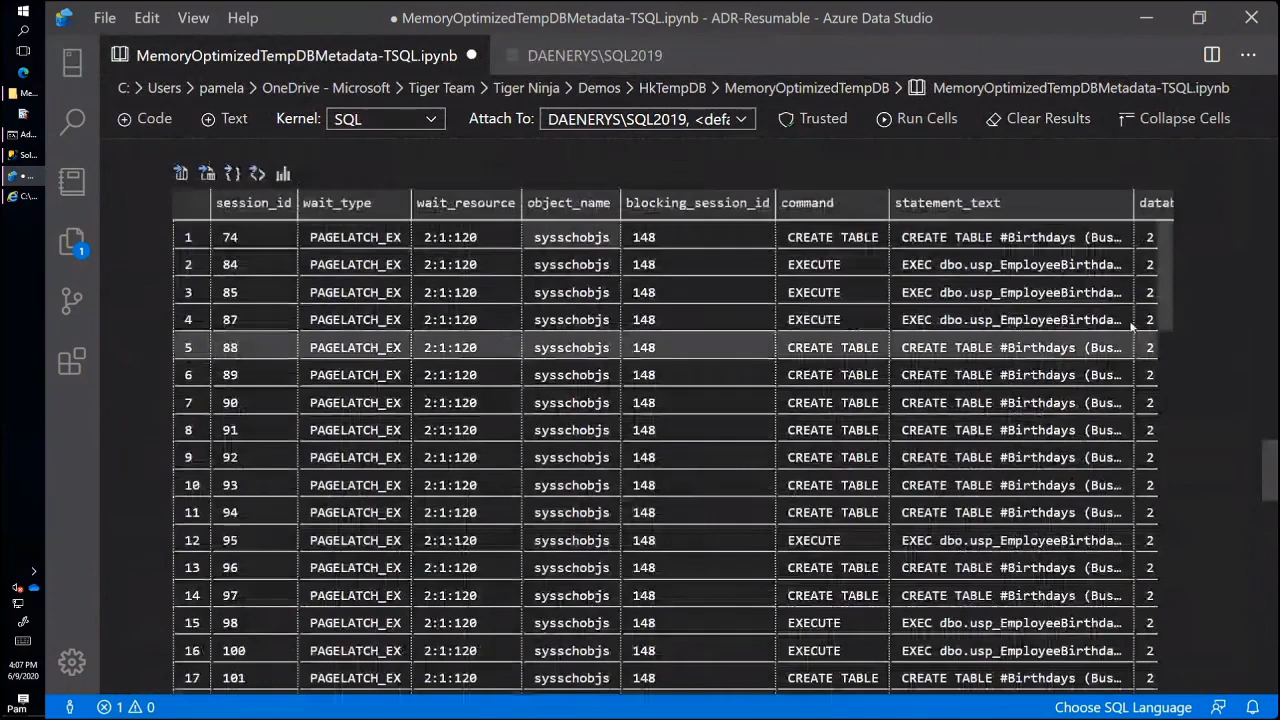 File Edit View Help ● MemoryOptimizedTempDBMetadata-TSQL.ipynb - ADR-Resumable - Azure Data Studio
MemoryOptimizedTempDBMetadata-TSQL.ipynb ● DAENERYS\SQL2019
C: > Users > pamela > OneDrive - Microsoft > Tiger Team > Tiger Ninja > Demos > HkTempDB > MemoryOptimizedTempDB > MemoryOptimizedTempDBMetadata-TSQL.ipynb
Code Text Kernel: SQL Attach To: DAENERYS\SQL2019, <defa Trusted Run Cells Clear Results Collapse Cells
session_id wait_type wait_resource object_name blocking_session_id command statement_text datab
1 74 PAGELATCH_EX 2:1:120 sysschobjs 148 CREATE TABLE CREATE TABLE #Birthdays (Bus… 2
2 84 PAGELATCH_EX 2:1:120 sysschobjs 148 EXECUTE EXEC dbo.usp_EmployeeBirthda… 2
3 85 PAGELATCH_EX 2:1:120 sysschobjs 148 EXECUTE EXEC dbo.usp_EmployeeBirthda… 2
4 87 PAGELATCH_EX 2:1:120 sysschobjs 148 EXECUTE EXEC dbo.usp_EmployeeBirthda… 2
5 88 PAGELATCH_EX 2:1:120 sysschobjs 148 CREATE TABLE CREATE TABLE #Birthdays (Bus… 2
6 89 PAGELATCH_EX 2:1:120 sysschobjs 148 CREATE TABLE CREATE TABLE #Birthdays (Bus… 2
7 90 PAGELATCH_EX 2:1:120 sysschobjs 148 CREATE TABLE CREATE TABLE #Birthdays (Bus… 2
8 91 PAGELATCH_EX 2:1:120 sysschobjs 148 CREATE TABLE CREATE TABLE #Birthdays (Bus… 2
9 92 PAGELATCH_EX 2:1:120 sysschobjs 148 CREATE TABLE CREATE TABLE #Birthdays (Bus… 2
10 93 PAGELATCH_EX 2:1:120 sysschobjs 148 CREATE TABLE CREATE TABLE #Birthdays (Bus… 2
11 94 PAGELATCH_EX 2:1:120 sysschobjs 148 CREATE TABLE CREATE TABLE #Birthdays (Bus… 2
12 95 PAGELATCH_EX 2:1:120 sysschobjs 148 EXECUTE EXEC dbo.usp_EmployeeBirthda… 2
13 96 PAGELATCH_EX 2:1:120 sysschobjs 148 CREATE TABLE CREATE TABLE #Birthdays (Bus… 2
14 97 PAGELATCH_EX 2:1:120 sysschobjs 148 CREATE TABLE CREATE TABLE #Birthdays (Bus… 2
15 98 PAGELATCH_EX 2:1:120 sysschobjs 148 EXECUTE EXEC dbo.usp_EmployeeBirthda… 2
16 100 PAGELATCH_EX 2:1:120 sysschobjs 148 EXECUTE EXEC dbo.usp_EmployeeBirthda… 2
17 101 PAGELATCH_EX 2:1:120 sysschobjs 148 CREATE TABLE CREATE TABLE #Birthdays (Bus… 2
1
1 0 Choose SQL Language
Me...
Ad...
Sol...
● ...
C:\...
4:07 PM
6/9/2020
Pam